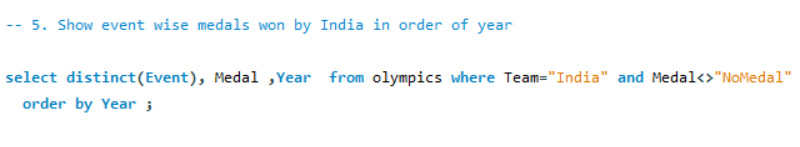 -- 5. Show event wise medals won by India in order of year
select distinct(Event), Medal ,Year  from olympics where Team="India" and Medal<>"NoMedal"
order by Year ;